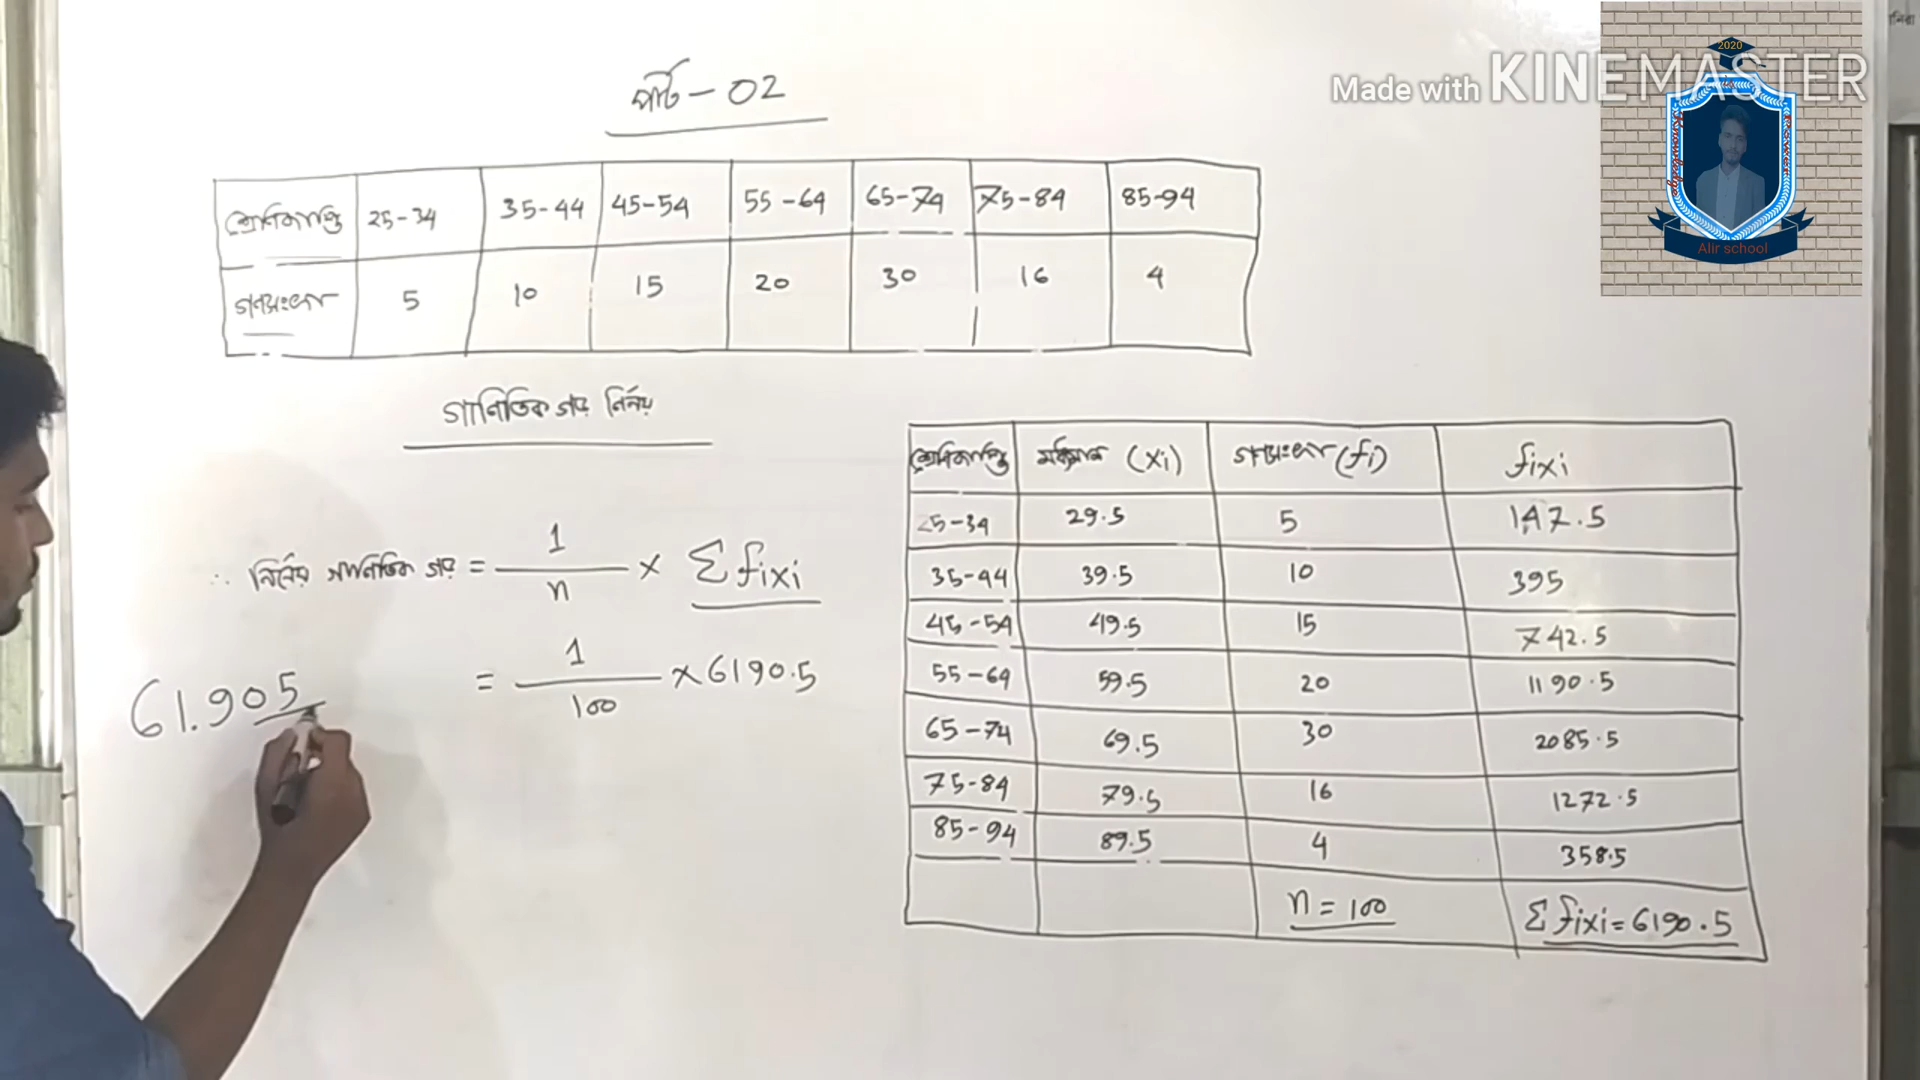 পার্ট - 02
Made with KINEMASTER
2020
Knowledge
Power
Alir school
শ্রেণিব্যাপ্তি 25-34 35-44 45-54 55-64 65-74 75-84 85-94
গণসংখ্যা 5 10 15 20 30 16 4
গানিতিক গড় নির্নয়
∴ নির্নেয় গানিতিক গড় = 1/n × Σfixi
= 1/100 × 6190.5
61.905
শ্রেণিব্যাপ্তি মধ্যমান (xi) গণসংখ্যা (fi) fixi
25-34 29.5 5 147.5
35-44 39.5 10 395
45-54 49.5 15 742.5
55-64 59.5 20 1190.5
65-74 69.5 30 2085.5
75-84 79.5 16 1272.5
85-94 89.5 4 358.5
n = 100 Σfixi = 6190.5